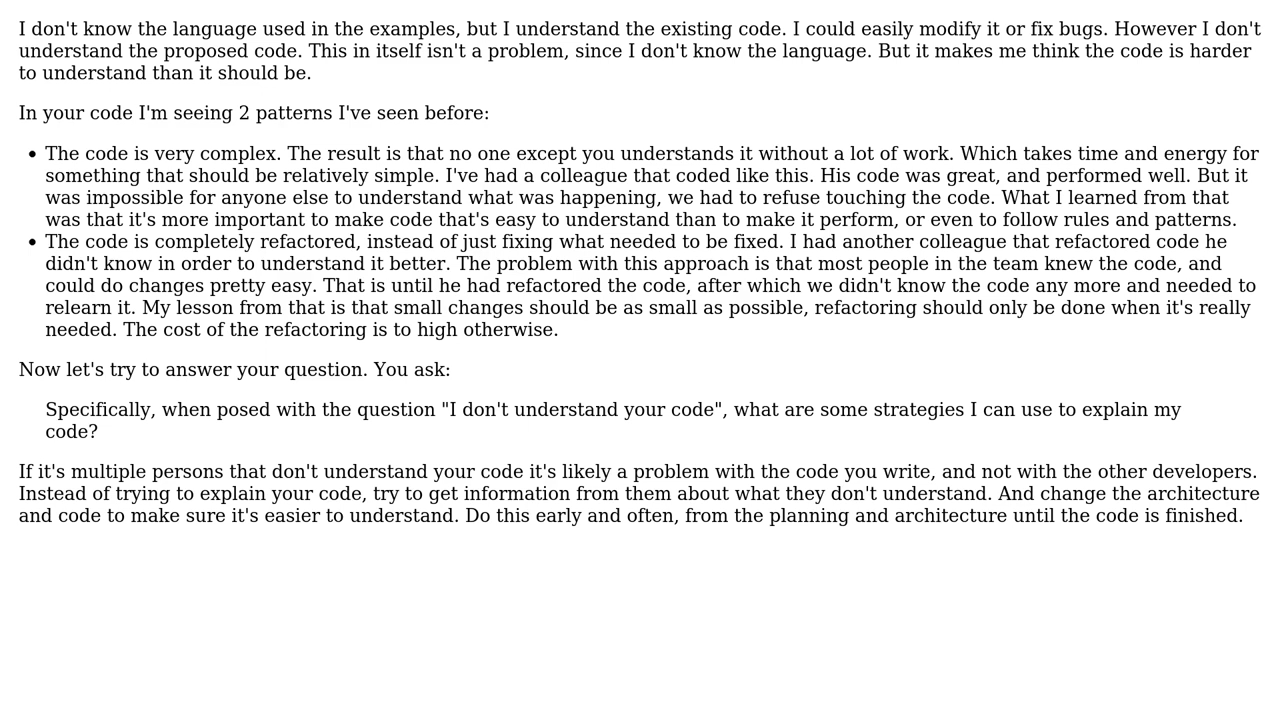 I don't know the language used in the examples, but I understand the existing code. I could easily modify it or fix bugs. However I don't
understand the proposed code. This in itself isn't a problem, since I don't know the language. But it makes me think the code is harder
to understand than it should be.
In your code I'm seeing 2 patterns I've seen before:
• The code is very complex. The result is that no one except you understands it without a lot of work. Which takes time and energy for
something that should be relatively simple. I've had a colleague that coded like this. His code was great, and performed well. But it
was impossible for anyone else to understand what was happening, we had to refuse touching the code. What I learned from that
was that it's more important to make code that's easy to understand than to make it perform, or even to follow rules and patterns.
• The code is completely refactored, instead of just fixing what needed to be fixed. I had another colleague that refactored code he
didn't know in order to understand it better. The problem with this approach is that most people in the team knew the code, and
could do changes pretty easy. That is until he had refactored the code, after which we didn't know the code any more and needed to
relearn it. My lesson from that is that small changes should be as small as possible, refactoring should only be done when it's really
needed. The cost of the refactoring is to high otherwise.
Now let's try to answer your question. You ask:
Specifically, when posed with the question "I don't understand your code", what are some strategies I can use to explain my
code?
If it's multiple persons that don't understand your code it's likely a problem with the code you write, and not with the other developers.
Instead of trying to explain your code, try to get information from them about what they don't understand. And change the architecture
and code to make sure it's easier to understand. Do this early and often, from the planning and architecture until the code is finished.